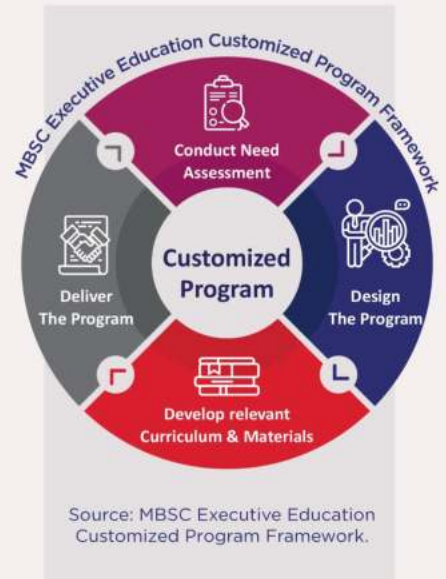 MBSC Executive Education Customized Program Framework
Conduct Need
Assessment
Customized
Program
Deliver
The Program
Design
The Program
Develop relevant
Curriculum & Materials
Source: MBSC Executive Education
Customized Program Framework.